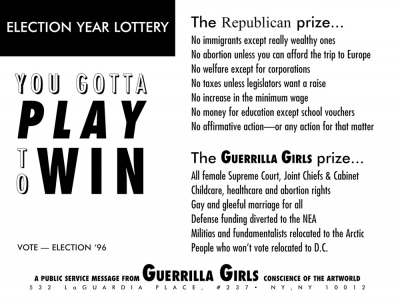 ELECTION YEAR LOTTERY
YOU GOTTA
PLAY
TO
WIN
VOTE — ELECTION '96
The Republican prize...
No immigrants except really wealthy ones
No abortion unless you can afford the trip to Europe
No welfare except for corporations
No taxes unless legislators want a raise
No increase in the minimum wage
No money for education except school vouchers
No affirmative action—or any action for that matter
The GUERRILLA GIRLS prize...
All female Supreme Court, Joint Chiefs & Cabinet
Childcare, healthcare and abortion rights
Gay and gleeful marriage for all
Defense funding diverted to the NEA
Militias and fundamentalists relocated to the Arctic
People who won't vote relocated to D.C.
A PUBLIC SERVICE MESSAGE FROM GUERRILLA GIRLS CONSCIENCE OF THE ARTWORLD
532 LaGUARDIA PLACE, #237• NY, NY 10012